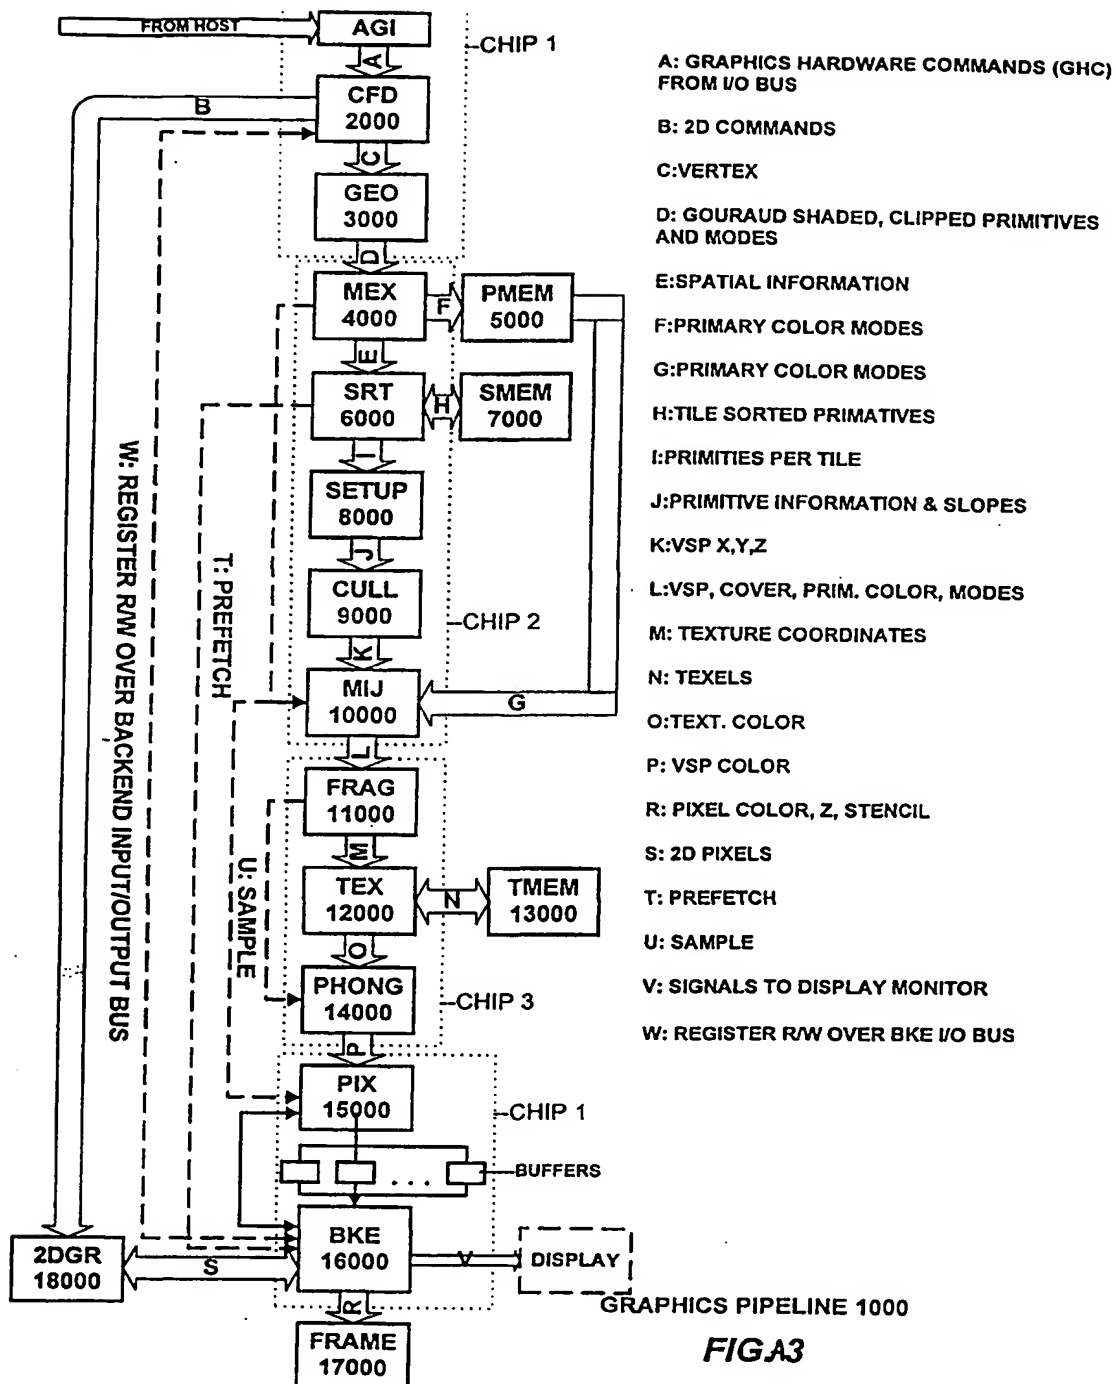 FROM HOST
AGI
CHIP 1
A
CFD
2000
B
C
GEO
3000
D
MEX
4000
F
PMEM
5000
E
SRT
6000
H
SMEM
7000
I
SETUP
8000
J
CULL
9000
CHIP 2
K
MIJ
10000
G
L
FRAG
11000
M
TEX
12000
N
TMEM
13000
O
PHONG
14000
CHIP 3
P
PIX
15000
CHIP 1
BUFFERS
. . .
BKE
16000
V
DISPLAY
2DGR
18000
S
R
FRAME
17000
W: REGISTER R/W OVER BACKEND INPUT/OUTPUT BUS
T: PREFETCH
U: SAMPLE
A: GRAPHICS HARDWARE COMMANDS (GHC)
FROM I/O BUS
B: 2D COMMANDS
C:VERTEX
D: GOURAUD SHADED, CLIPPED PRIMITIVES
AND MODES
E:SPATIAL INFORMATION
F:PRIMARY COLOR MODES
G:PRIMARY COLOR MODES
H:TILE SORTED PRIMATIVES
I:PRIMITIES PER TILE
J:PRIMITIVE INFORMATION & SLOPES
K:VSP X,Y,Z
L:VSP, COVER, PRIM. COLOR, MODES
M: TEXTURE COORDINATES
N: TEXELS
O:TEXT. COLOR
P: VSP COLOR
R: PIXEL COLOR, Z, STENCIL
S: 2D PIXELS
T: PREFETCH
U: SAMPLE
V: SIGNALS TO DISPLAY MONITOR
W: REGISTER R/W OVER BKE I/O BUS
GRAPHICS PIPELINE 1000
FIG.A3